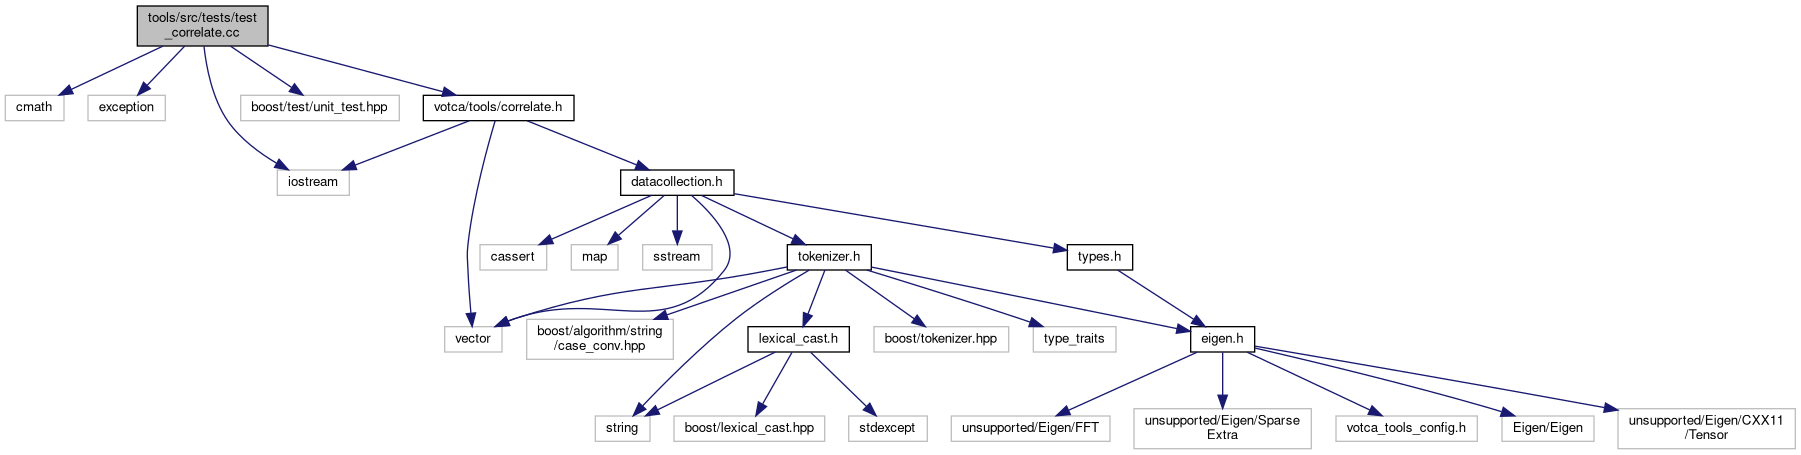 tools/src/tests/test
_correlate.cc
cmath
exception
boost/test/unit_test.hpp
votca/tools/correlate.h
iostream
datacollection.h
cassert
map
sstream
tokenizer.h
types.h
vector
boost/algorithm/string
/case_conv.hpp
lexical_cast.h
boost/tokenizer.hpp
type_traits
eigen.h
string
boost/lexical_cast.hpp
stdexcept
unsupported/Eigen/FFT
unsupported/Eigen/Sparse
Extra
votca_tools_config.h
Eigen/Eigen
unsupported/Eigen/CXX11
/Tensor